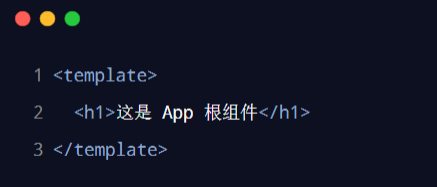 1 <template>
2   <h1>这是 App 根组件</h1>
3 </template>